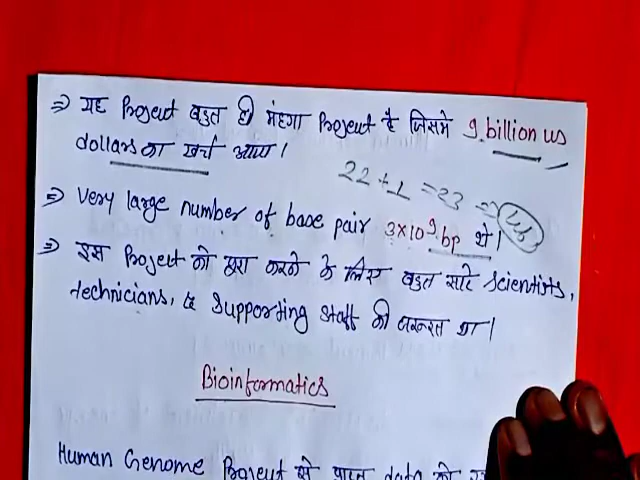 ⇒ यह Project बहुत ही मंहगा Project है जिसमे 9 billion us
dollars का खर्च आया।
22 + 1 = 23 ⇒ 46
⇒ Very large number of base pair 3×10⁹ bp थे।
⇒ इस Project को द्वारा करने के लिए बहुत सारे Scientists,
technicians, & Supporting staff की जरूरत था।
Bioinformatics
Human Genome Project से प्राप्त data को